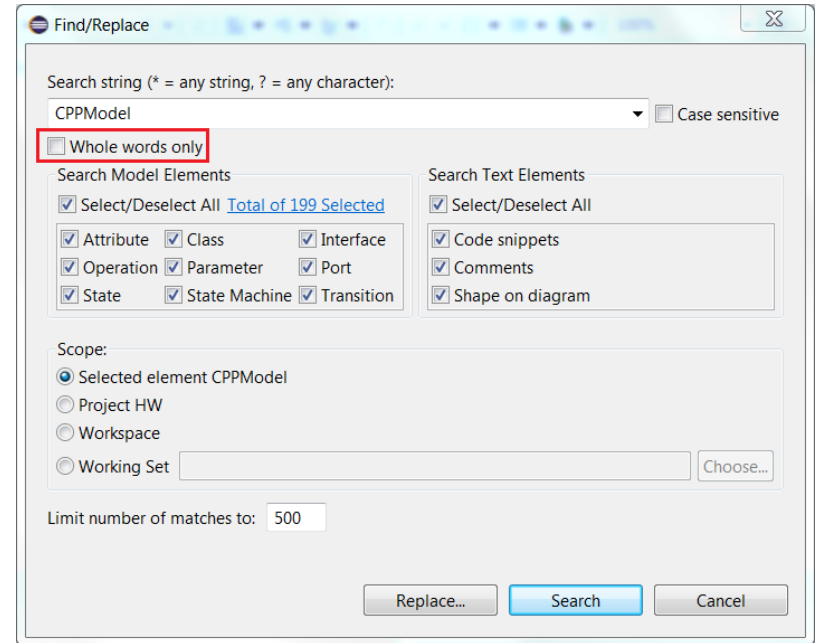 Find/Replace
Search string (* = any string, ? = any character):
CPPModel
Case sensitive
Whole words only
Search Model Elements
Select/Deselect All Total of 199 Selected
Attribute Class Interface
Operation Parameter Port
State State Machine Transition
Search Text Elements
Select/Deselect All
Code snippets
Comments
Shape on diagram
Scope:
Selected element CPPModel
Project HW
Workspace
Working Set Choose...
Limit number of matches to: 500
Replace... Search Cancel